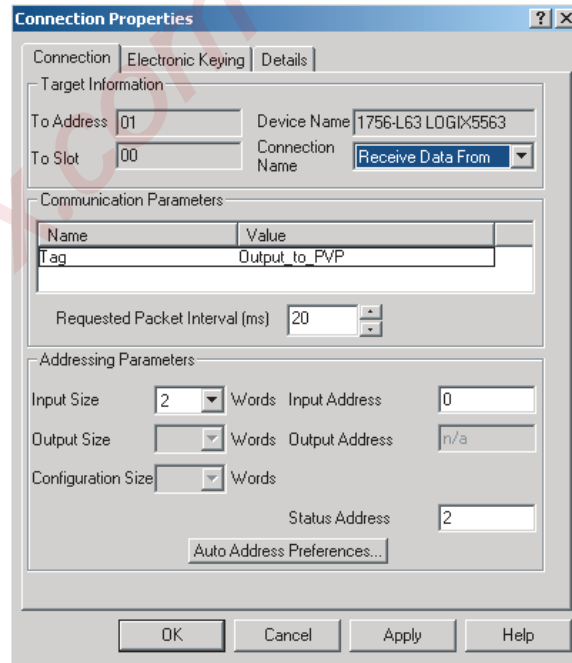 Connection Properties
Connection Electronic Keying Details
Target Information
To Address 01 Device Name 1756-L63 LOGIX5563
To Slot 00 Connection Name Receive Data From
Communication Parameters
Name Value
Tag Output_to_PVP
Requested Packet Interval (ms) 20
Addressing Parameters
Input Size 2 Words Input Address 0
Output Size Words Output Address n/a
Configuration Size Words
Status Address 2
Auto Address Preferences...
OK Cancel Apply Help
x.com